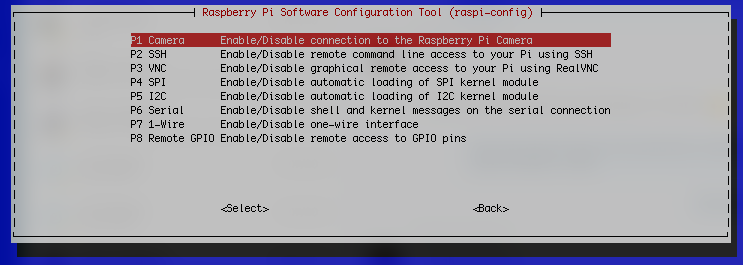 Raspberry Pi Software Configuration Tool (raspi-config)
P1 Camera Enable/Disable connection to the Raspberry Pi Camera
P2 SSH Enable/Disable remote command line access to your Pi using SSH
P3 VNC Enable/Disable graphical remote access to your Pi using RealVNC
P4 SPI Enable/Disable automatic loading of SPI kernel module
P5 I2C Enable/Disable automatic loading of I2C kernel module
P6 Serial Enable/Disable shell and kernel messages on the serial connection
P7 1-Wire Enable/Disable one-wire interface
P8 Remote GPIO Enable/Disable remote access to GPIO pins
<Select> <Back>